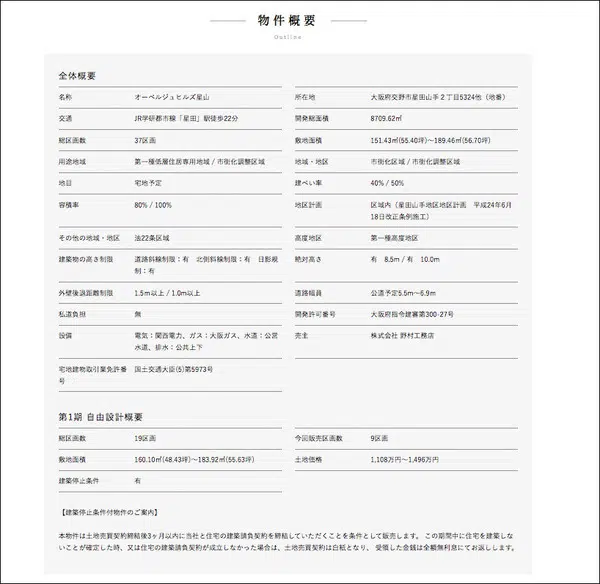 物件概要
Outline
全体概要
名称 オーベルジュヒルズ星山 所在地 大阪府交野市星田山手2丁目5324他（地番）
交通 JR学研都市線「星田」駅徒歩22分 開発総面積 8709.62㎡
総区画数 37区画 敷地面積 151.43㎡(55.40坪)〜189.46㎡(56.70坪)
用途地域 第一種低層住居専用地域 / 市街化調整区域 地域・地区 市街化区域 / 市街化調整区域
地目 宅地予定 建ぺい率 40% / 50%
容積率 80% / 100% 地区計画 区域内（星田山手地区地区計画　平成24年6月
18日改正条例施工）
その他の地域・地区 法22条区域 高度地区 第一種高度地区
建築物の高さ制限 道路斜線制限：有　北側斜線制限：有　日影規 絶対高さ 有　8.5m / 有　10.0m
制：有
外壁後退距離制限 1.5m以上 / 1.0m以上 道路幅員 公道予定5.5m〜6.9m
私道負担 無 開発許可番号 大阪府指令建審第300-27号
設備 電気；関西電力、ガス；大阪ガス、水道：公営 売主 株式会社 野村工務店
水道、排水：公共上下
宅地建物取引業免許番 国土交通大臣(5)第5973号
号
第1期 自由設計概要
総区画数 19区画 今回販売区画数 9区画
敷地面積 160.10㎡(48.43坪)〜183.92㎡(55.63坪) 土地価格 1,108万円〜1,496万円
建築停止条件 有
【建築停止条件付物件のご案内】
本物件は土地売買契約締結後3ヶ月以内に当社と住宅の建築請負契約を締結していただくことを条件として販売します。 この期間中に住宅を建築しな
いことが確定した時、又は住宅の建築請負契約が成立しなかった場合は、土地売買契約は白紙となり、 受領した金銭は全額無利息にてお返しします。